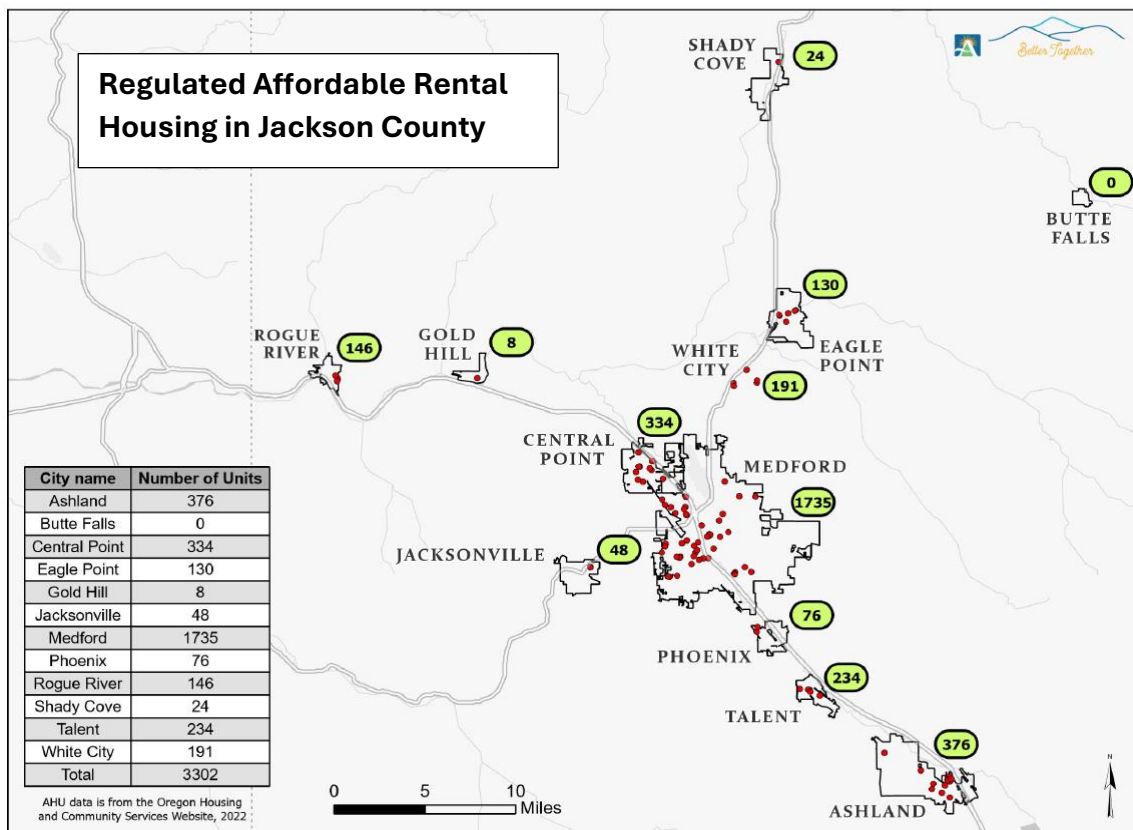 Regulated Affordable Rental
Housing in Jackson County
SHADY
COVE
24
A
Better Together
0
BUTTE
FALLS
130
EAGLE
POINT
ROGUE
RIVER
146
GOLD
HILL
8
WHITE
CITY
191
334
CENTRAL
POINT
MEDFORD
1735
JACKSONVILLE
48
76
PHOENIX
234
TALENT
376
ASHLAND
City name Number of Units
Ashland 376
Butte Falls 0
Central Point 334
Eagle Point 130
Gold Hill 8
Jacksonville 48
Medford 1735
Phoenix 76
Rogue River 146
Shady Cove 24
Talent 234
White City 191
Total 3302
AHU data is from the Oregon Housing
and Community Services Website, 2022
0 5 10
Miles
N